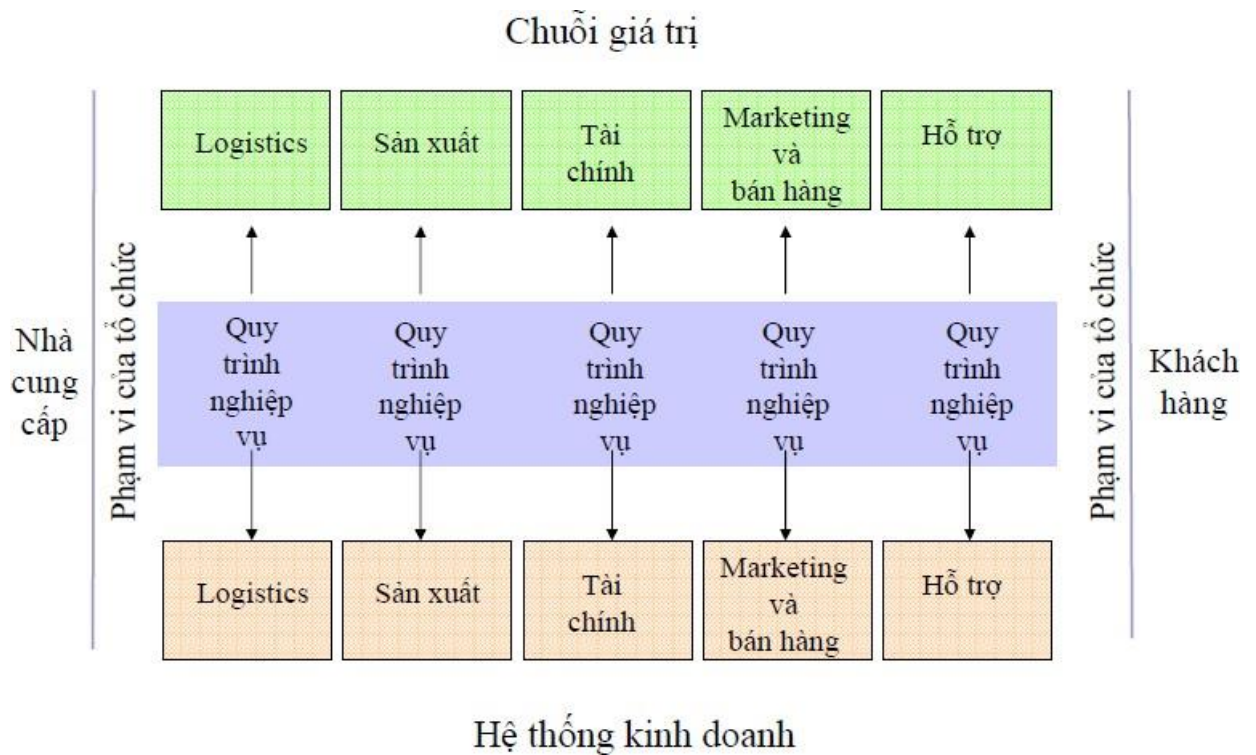 Chuỗi giá trị
Logistics
Sản xuất
Tài
chính
Marketing
và
bán hàng
Hỗ trợ
Nhà
cung
cấp
Phạm vi của tổ chức
Quy
trình
nghiệp
vụ
Quy
trình
nghiệp
vụ
Quy
trình
nghiệp
vụ
Quy
trình
nghiệp
vụ
Quy
trình
nghiệp
vụ
Phạm vi của tổ chức
Khách
hàng
Logistics
Sản xuất
Tài
chính
Marketing
và
bán hàng
Hỗ trợ
Hệ thống kinh doanh